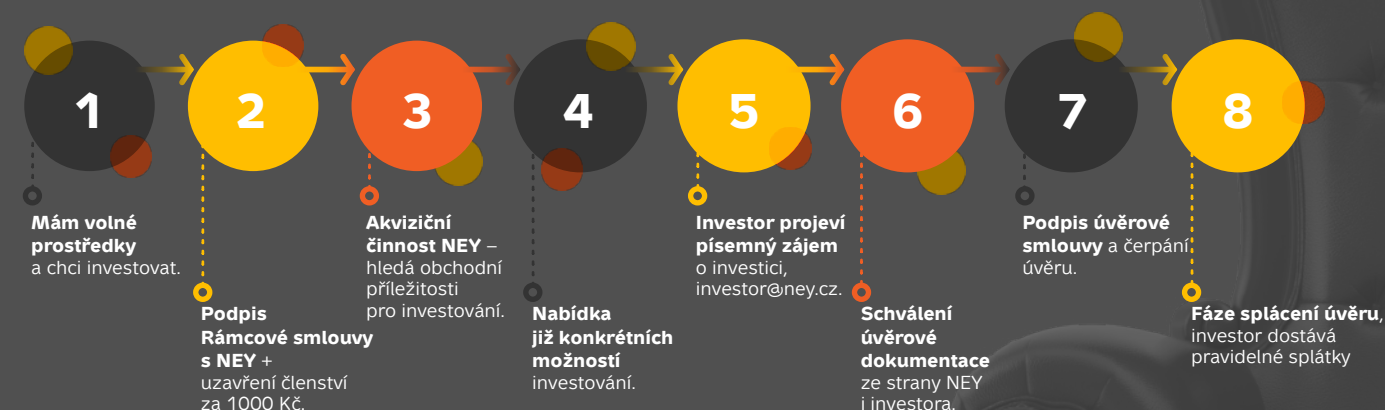 1
2
3
4
5
6
7
8
Mám volné
prostředky
a chci investovat.
Podpis
Rámcové smlouvy
s NEY +
uzavření členství
za 1000 Kč.
Akviziční
činnost NEY –
hledá obchodní
příležitosti
pro investování.
Nabídka
již konkrétních
možností
investování.
Investor projeví
písemný zájem
o investici,
investor@ney.cz.
Schválení
úvěrové
dokumentace
ze strany NEY
i investora.
Podpis úvěrové
smlouvy a čerpání
úvěru.
Fáze splácení úvěru,
investor dostává
pravidelné splátky